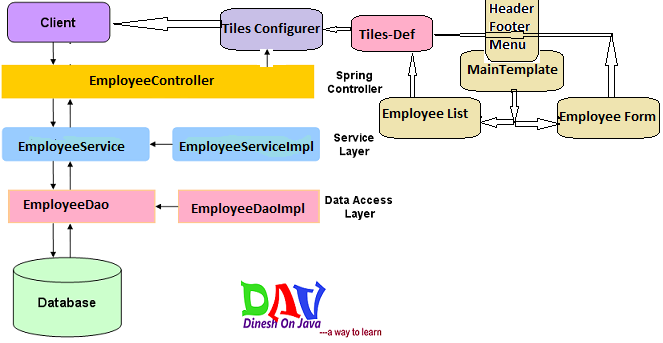 Client
Tiles Configurer
Tiles-Def
Header
Footer
Menu
MainTemplate
EmployeeController
Spring
Controller
Employee List
Employee Form
EmployeeService
EmployeeServiceImpl
Service
Layer
EmployeeDao
EmployeeDaoImpl
Data Access
Layer
Database
DAV
Dinesh On Java
---a way to learn